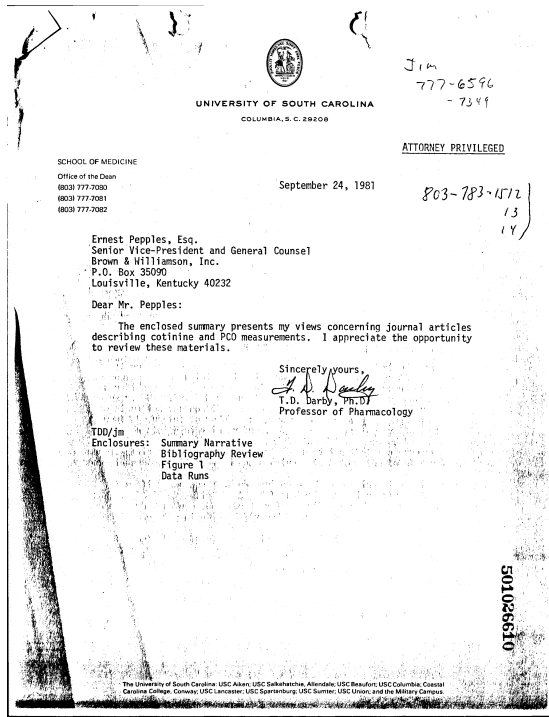 Jim
777-6596
- 7349
UNIVERSITY OF SOUTH CAROLINA
COLUMBIA, S. C. 29208
ATTORNEY PRIVILEGED
SCHOOL OF MEDICINE
Office of the Dean
(803) 777-7080
(803) 777-7081
(803) 777-7082
September 24, 1981
803-783-1512
13
14
Ernest Pepples, Esq.
Senior Vice-President and General Counsel
Brown & Williamson, Inc.
P.O. Box 35090
Louisville, Kentucky 40232
Dear Mr. Pepples:
The enclosed summary presents my views concerning journal articles
describing cotinine and PCO measurements. I appreciate the opportunity
to review these materials.
Sincerely yours,
T. D. Darby
T.D. Darby, Ph.D.
Professor of Pharmacology
TDD/jm
Enclosures: Summary Narrative
Bibliography Review
Figure 1
Data Runs
501026610
The University of South Carolina: USC Aiken; USC Salkehatchie, Allendale; USC Beaufort; USC Columbia; Coastal
Carolina College, Conway; USC Lancaster; USC Spartanburg; USC Sumter; USC Union; and the Military Campus.